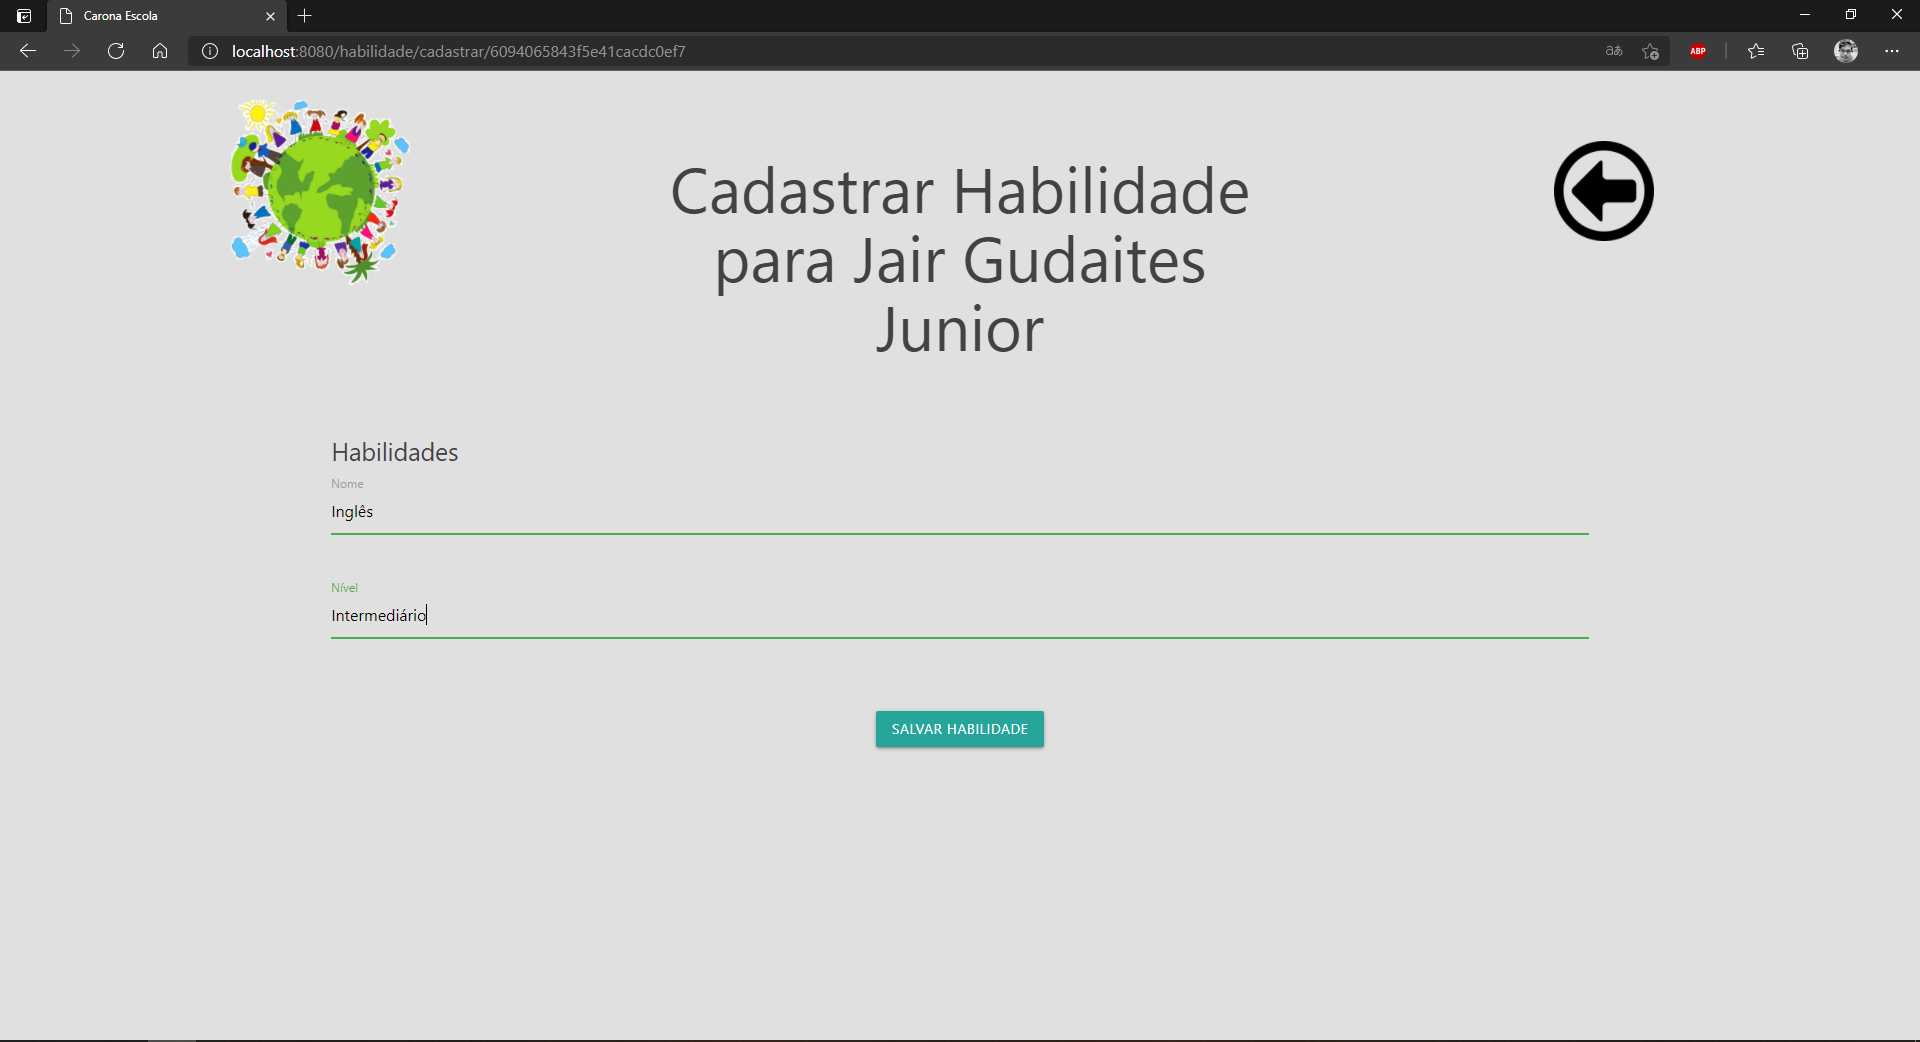 Carona Escola
localhost:8080/habilidade/cadastrar/6094065843f5e41cacdc0ef7
ABP
Cadastrar Habilidade
para Jair Gudaites
Junior
Habilidades
Nome
Inglês
Nível
Intermediário
SALVAR HABILIDADE